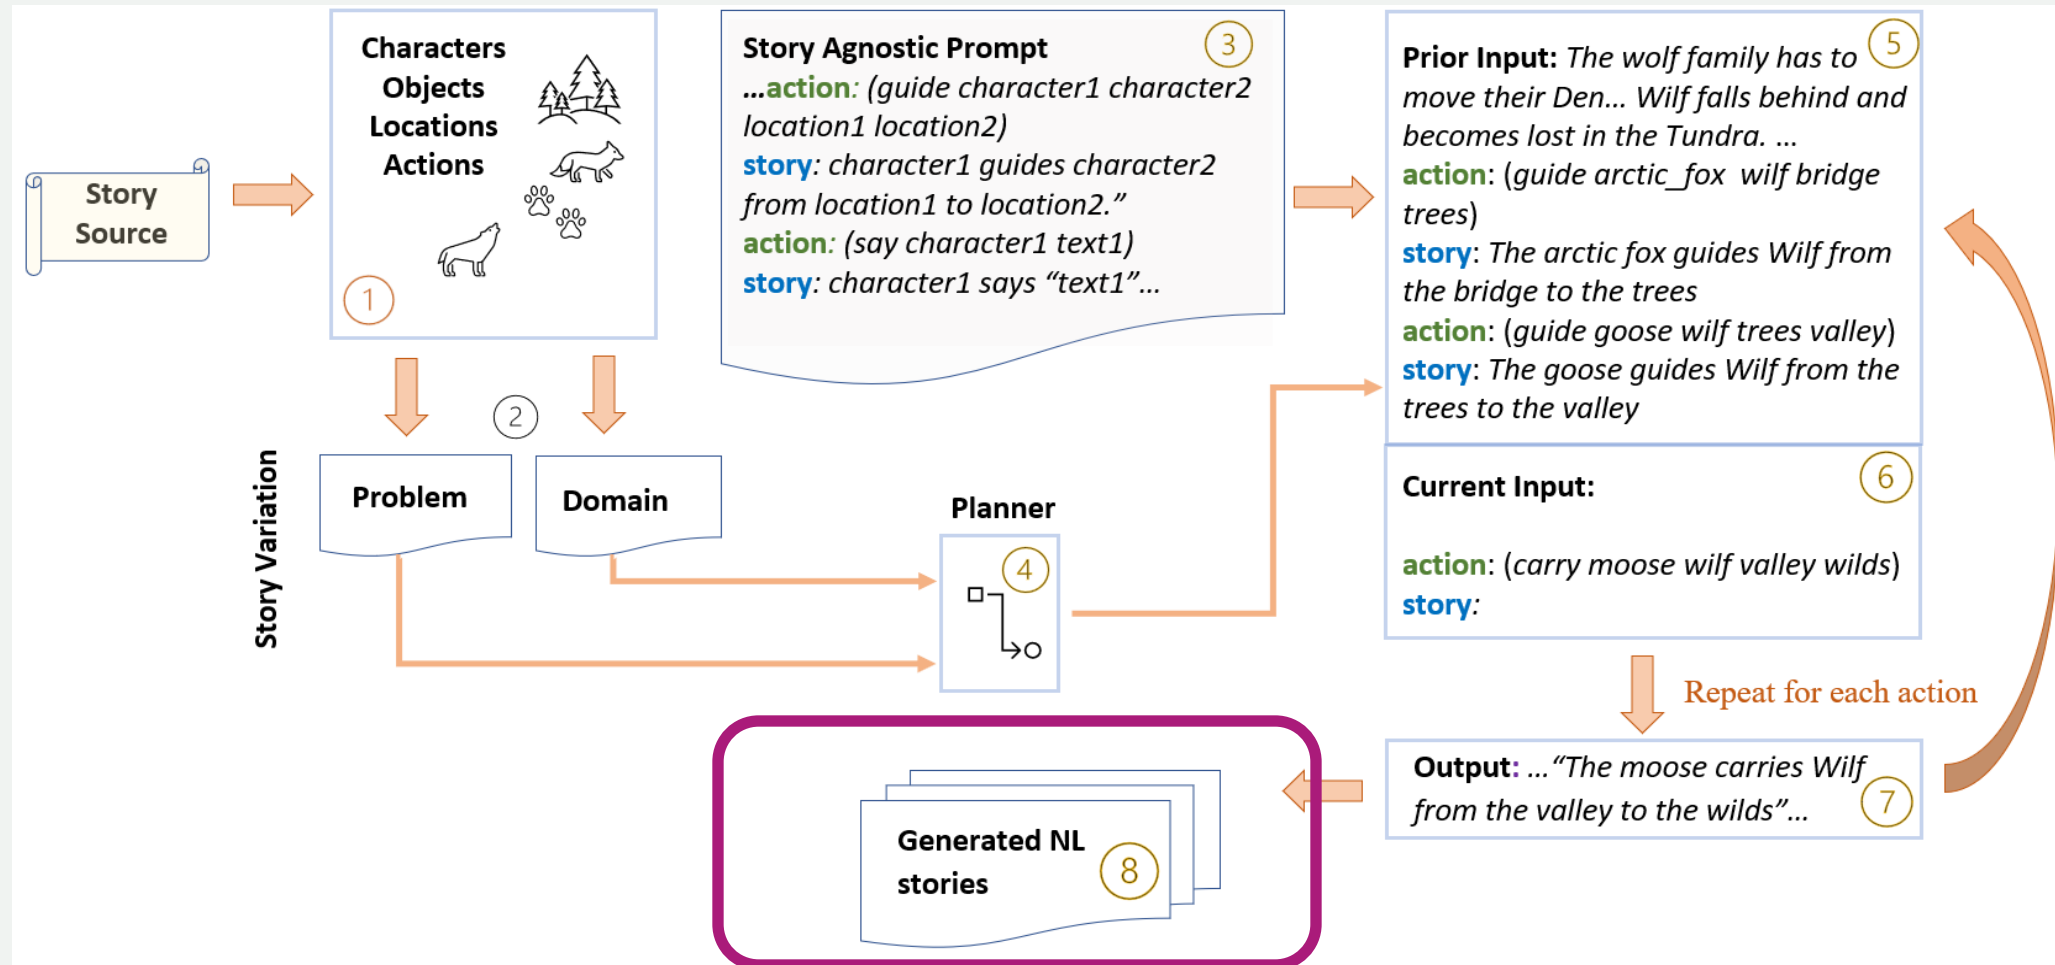 Story
Source
Characters
Objects
Locations
Actions
1
Story Agnostic Prompt
3
...action: (guide character1 character2
location1 location2)
story: character1 guides character2
from location1 to location2.”
action: (say character1 text1)
story: character1 says “text1”...
Prior Input: The wolf family has to
5
move their Den... Wilf falls behind and
becomes lost in the Tundra. ...
action: (guide arctic_fox wilf bridge
trees)
story: The arctic fox guides Wilf from
the bridge to the trees
action: (guide goose wilf trees valley)
story: The goose guides Wilf from the
trees to the valley
2
Story Variation
Problem
Domain
Planner
4
Current Input:
6
action: (carry moose wilf valley wilds)
story:
Repeat for each action
Output: ...“The moose carries Wilf
from the valley to the wilds”...
7
Generated NL
stories
8